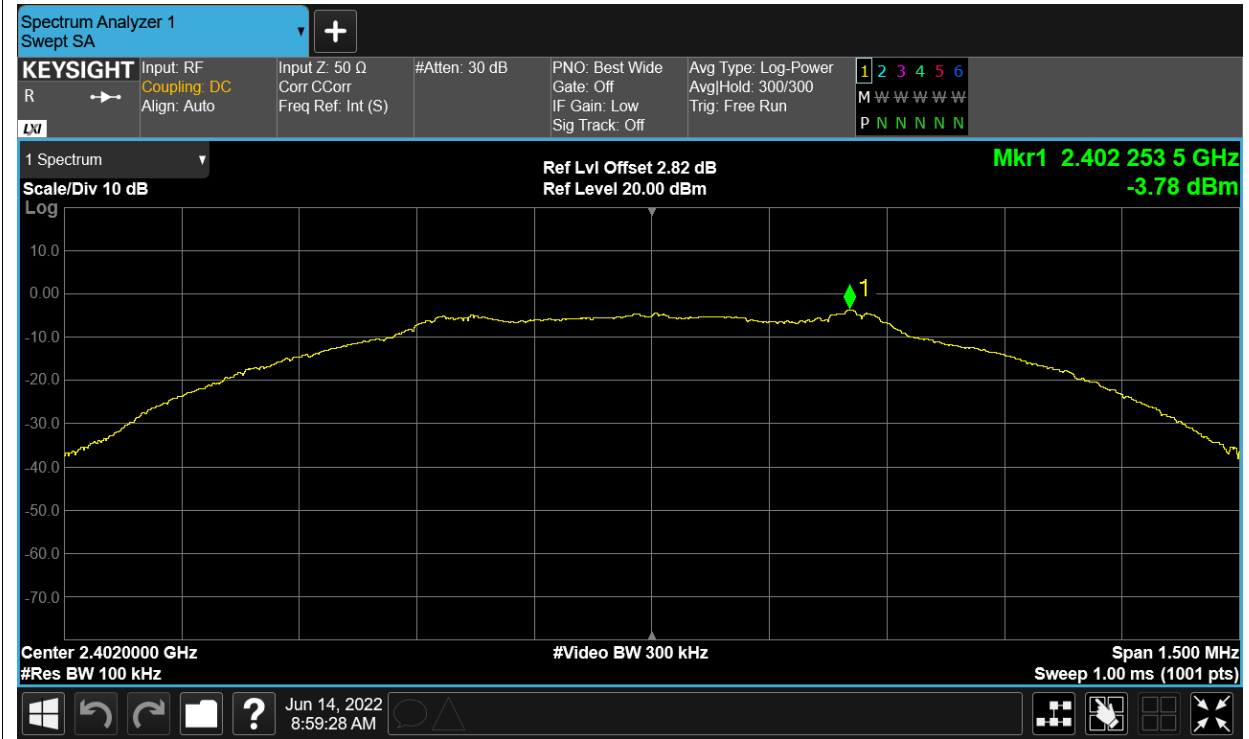 Spectrum Analyzer 1
Swept SA
KEYSIGHT
R
LXI
Input: RF
Coupling: DC
Align: Auto
Input Z: 50 Ω
Corr CCorr
Freq Ref: Int (S)
#Atten: 30 dB
PNO: Best Wide
Gate: Off
IF Gain: Low
Sig Track: Off
Avg Type: Log-Power
Avg|Hold: 300/300
Trig: Free Run
1 2 3 4 5 6
M W W W W W
P N N N N N
1 Spectrum
Scale/Div 10 dB
Log
Ref Lvl Offset 2.82 dB
Ref Level 20.00 dBm
Mkr1 2.402 253 5 GHz
-3.78 dBm
10.0
0.00
1
-10.0
-20.0
-30.0
-40.0
-50.0
-60.0
-70.0
Center 2.4020000 GHz
#Video BW 300 kHz
Span 1.500 MHz
#Res BW 100 kHz
Sweep 1.00 ms (1001 pts)
?
Jun 14, 2022
8:59:28 AM